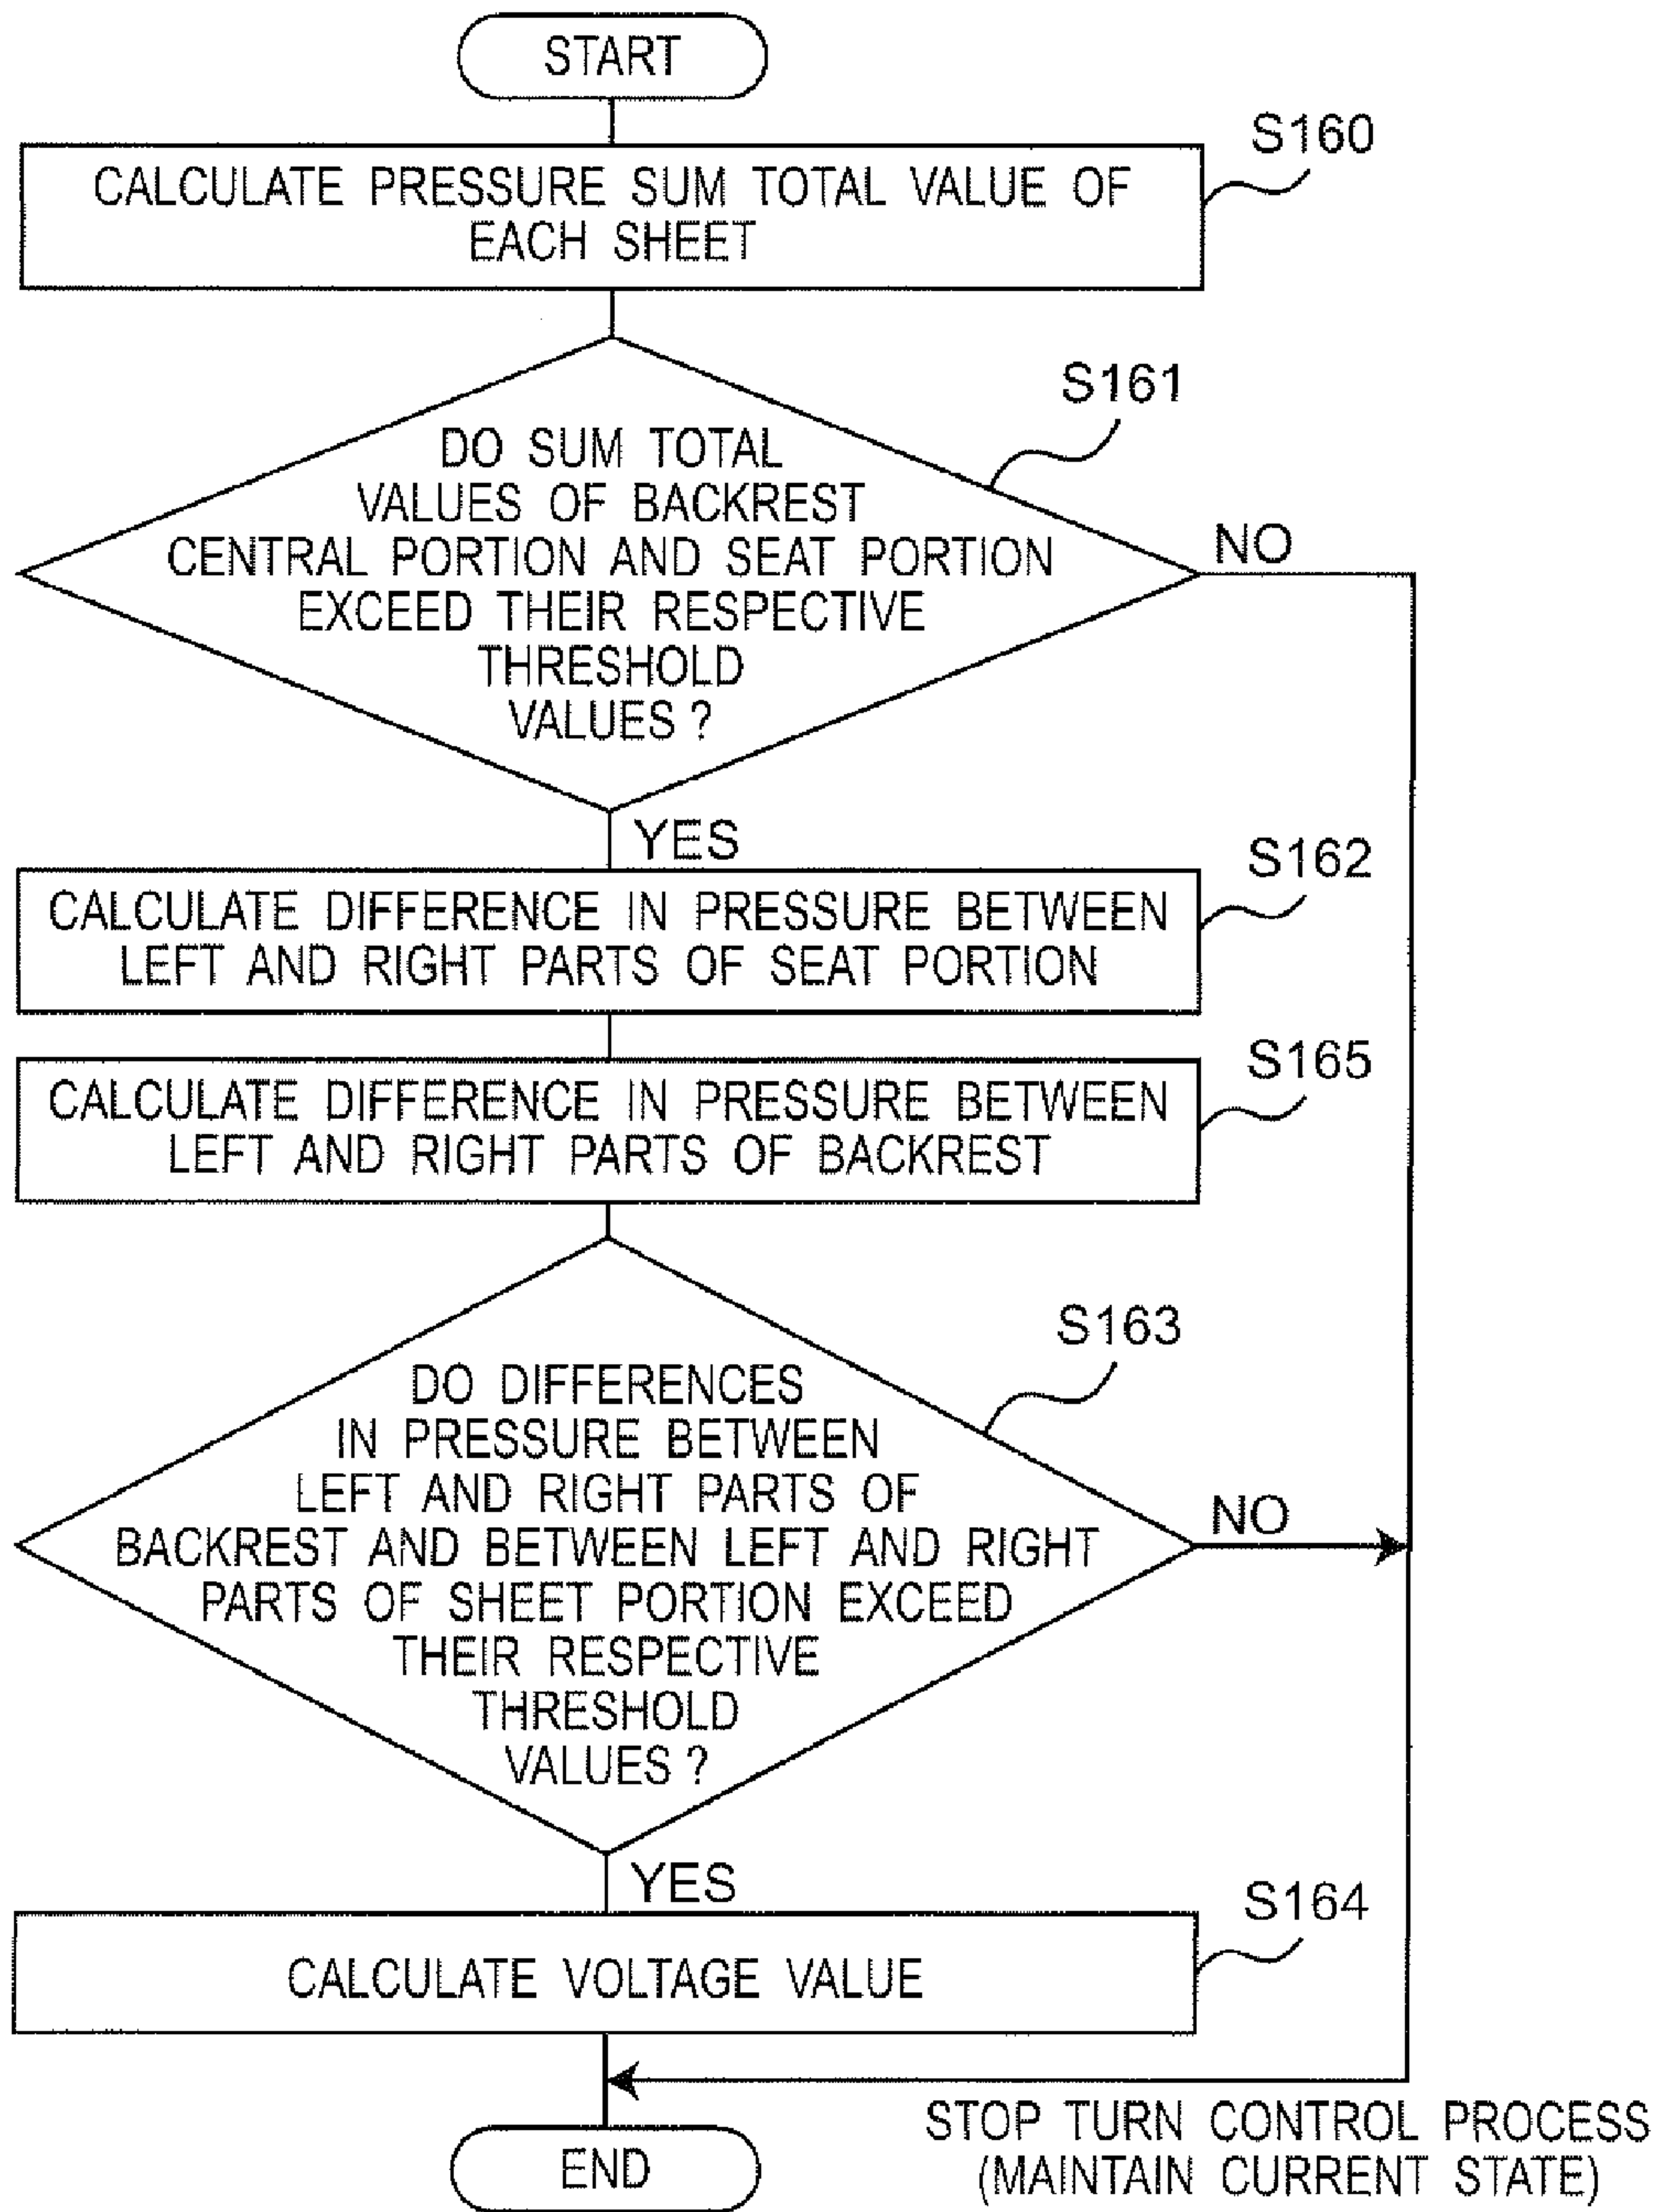 START
S160
CALCULATE PRESSURE SUM TOTAL VALUE OF
EACH SHEET
S161
DO SUM TOTAL
VALUES OF BACKREST
CENTRAL PORTION AND SEAT PORTION
EXCEED THEIR RESPECTIVE
THRESHOLD
VALUES ?
NO
YES
S162
CALCULATE DIFFERENCE IN PRESSURE BETWEEN
LEFT AND RIGHT PARTS OF SEAT PORTION
S165
CALCULATE DIFFERENCE IN PRESSURE BETWEEN
LEFT AND RIGHT PARTS OF BACKREST
S163
DO DIFFERENCES
IN PRESSURE BETWEEN
LEFT AND RIGHT PARTS OF
BACKREST AND BETWEEN LEFT AND RIGHT
PARTS OF SHEET PORTION EXCEED
THEIR RESPECTIVE
THRESHOLD
VALUES ?
NO
YES
S164
CALCULATE VOLTAGE VALUE
STOP TURN CONTROL PROCESS
(MAINTAIN CURRENT STATE)
END